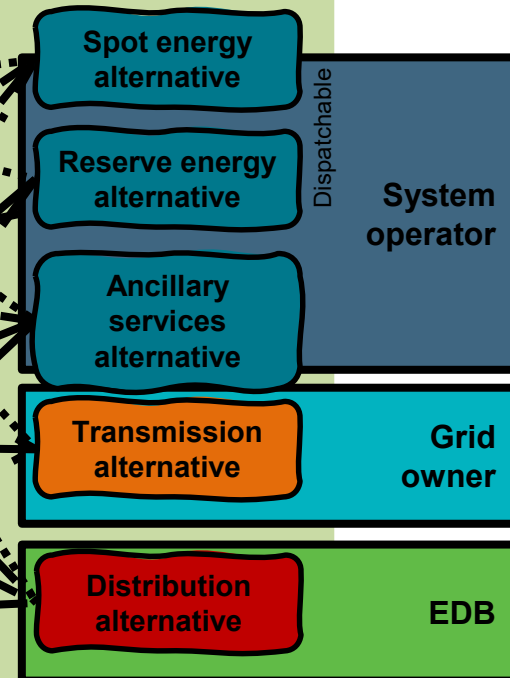 Spot energy
alternative
Dispatchable
Reserve energy
alternative
System
operator
Ancillary
services
alternative
Transmission
alternative
Grid
owner
Distribution
alternative
EDB